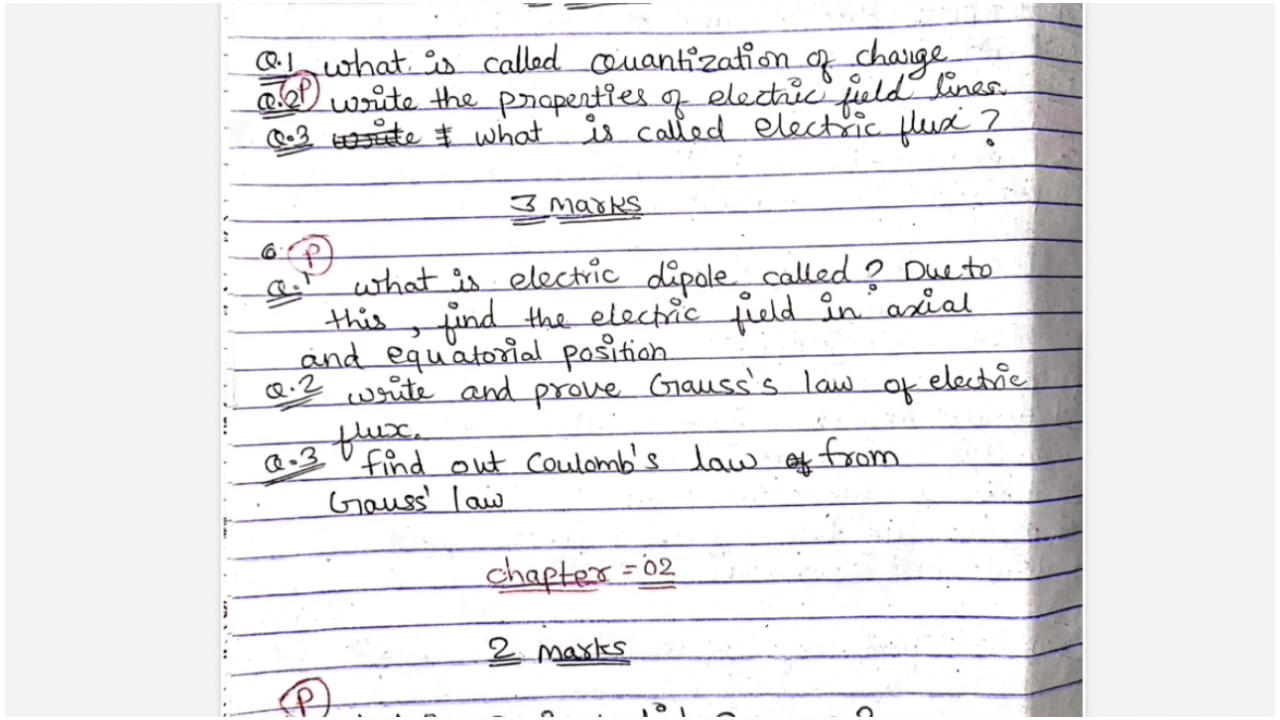 Q.1 what is called Quantization of charge
Q.2 P write the properties of electric field lines.
Q.3 what is called electric flux?
3 Marks
6. P
Q.1 what is electric dipole called? Due to
this, find the electric field in axial
and equatorial position
Q.2 write and prove Gauss's law of electric
flux.
Q.3 find out Coulomb's law from
Gauss' law
chapter = 02
2 Marks
P